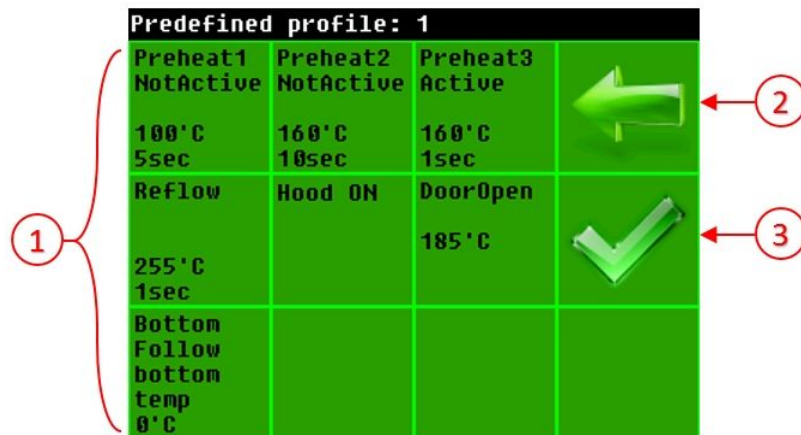 Predefined profile: 1
Preheat1
NotActive
100'C
5sec
Preheat2
NotActive
160'C
10sec
Preheat3
Active
160'C
1sec
2
Reflow
255'C
1sec
Hood ON
DoorOpen
185'C
3
1
Bottom
Follow
bottom
temp
0'C